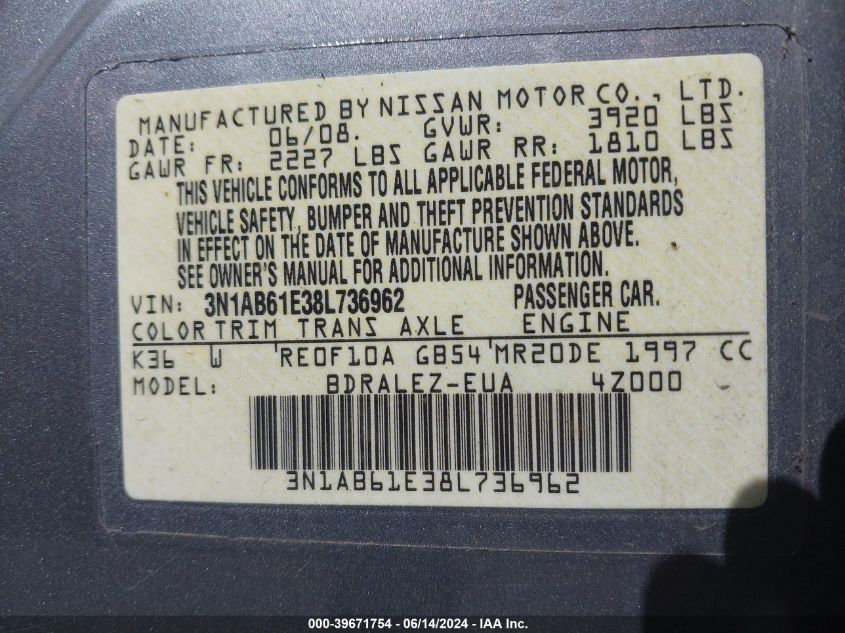 MANUFACTURED BY NISSAN MOTOR CO., LTD.
DATE: 06/08. GVWR: 3920 LBS
GAWR FR: 2227 LBS GAWR RR: 1810 LBS
THIS VEHICLE CONFORMS TO ALL APPLICABLE FEDERAL MOTOR,
VEHICLE SAFETY, BUMPER AND THEFT PREVENTION STANDARDS
IN EFFECT ON THE DATE OF MANUFACTURE SHOWN ABOVE.
SEE OWNER'S MANUAL FOR ADDITIONAL INFORMATION.
VIN: 3N1AB61E38L736962 PASSENGER CAR.
COLOR TRIM TRANS AXLE ENGINE
K36 W 'RE0F10A GB54'MR20DE 1997 CC
MODEL: BDRALEZ-EUA 4Z000
3N1AB61E38L736962
000-39671754 - 06/14/2024 - IAA Inc.